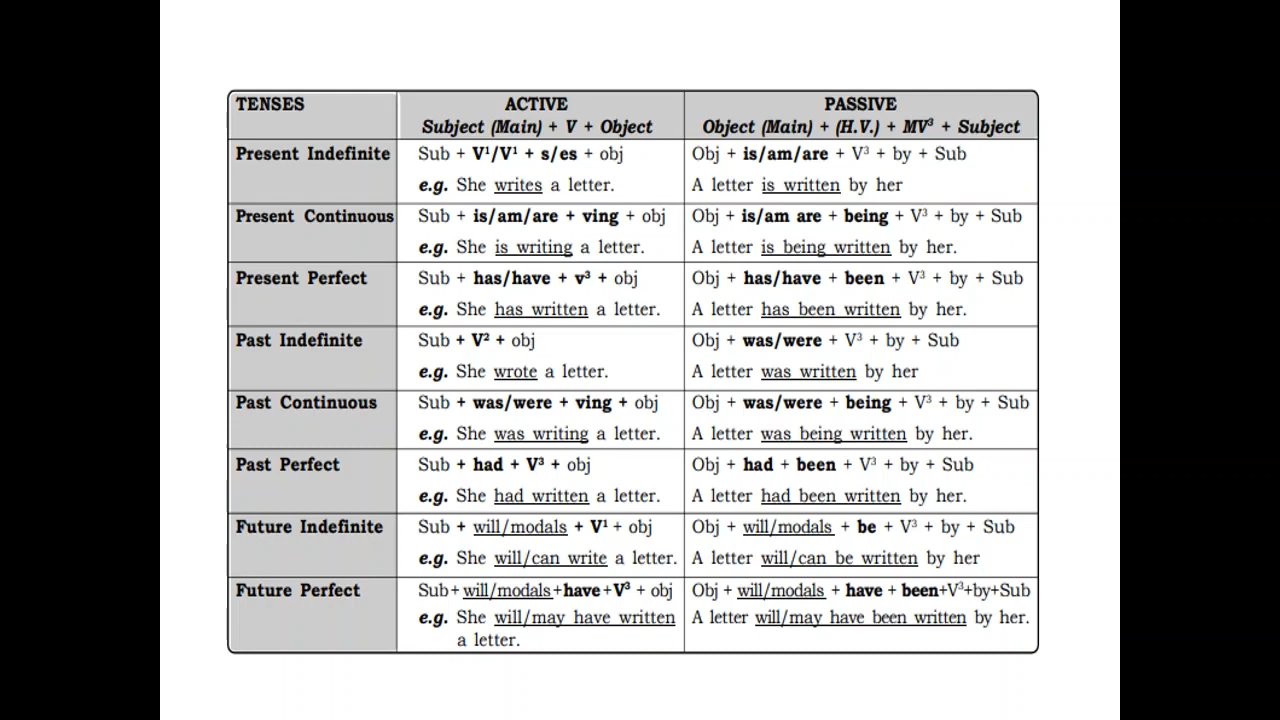 TENSES ACTIVE PASSIVE
Subject (Main) + V + Object Object (Main) + (H.V.) + MV³ + Subject
Present Indefinite Sub + V¹/V¹ + s/es + obj Obj + is/am/are + V³ + by + Sub
e.g. She writes a letter. A letter is written by her
Present Continuous Sub + is/am/are + ving + obj Obj + is/am are + being + V³ + by + Sub
e.g. She is writing a letter. A letter is being written by her.
Present Perfect Sub + has/have + v³ + obj Obj + has/have + been + V³ + by + Sub
e.g. She has written a letter. A letter has been written by her.
Past Indefinite Sub + V² + obj Obj + was/were + V³ + by + Sub
e.g. She wrote a letter. A letter was written by her
Past Continuous Sub + was/were + ving + obj Obj + was/were + being + V³ + by + Sub
e.g. She was writing a letter. A letter was being written by her.
Past Perfect Sub + had + V³ + obj Obj + had + been + V³ + by + Sub
e.g. She had written a letter. A letter had been written by her.
Future Indefinite Sub + will/modals + V¹ + obj Obj + will/modals + be + V³ + by + Sub
e.g. She will/can write a letter. A letter will/can be written by her
Future Perfect Sub+will/modals+have+V³ + obj Obj + will/modals + have + been+V³+by+Sub
e.g. She will/may have written A letter will/may have been written by her.
a letter.